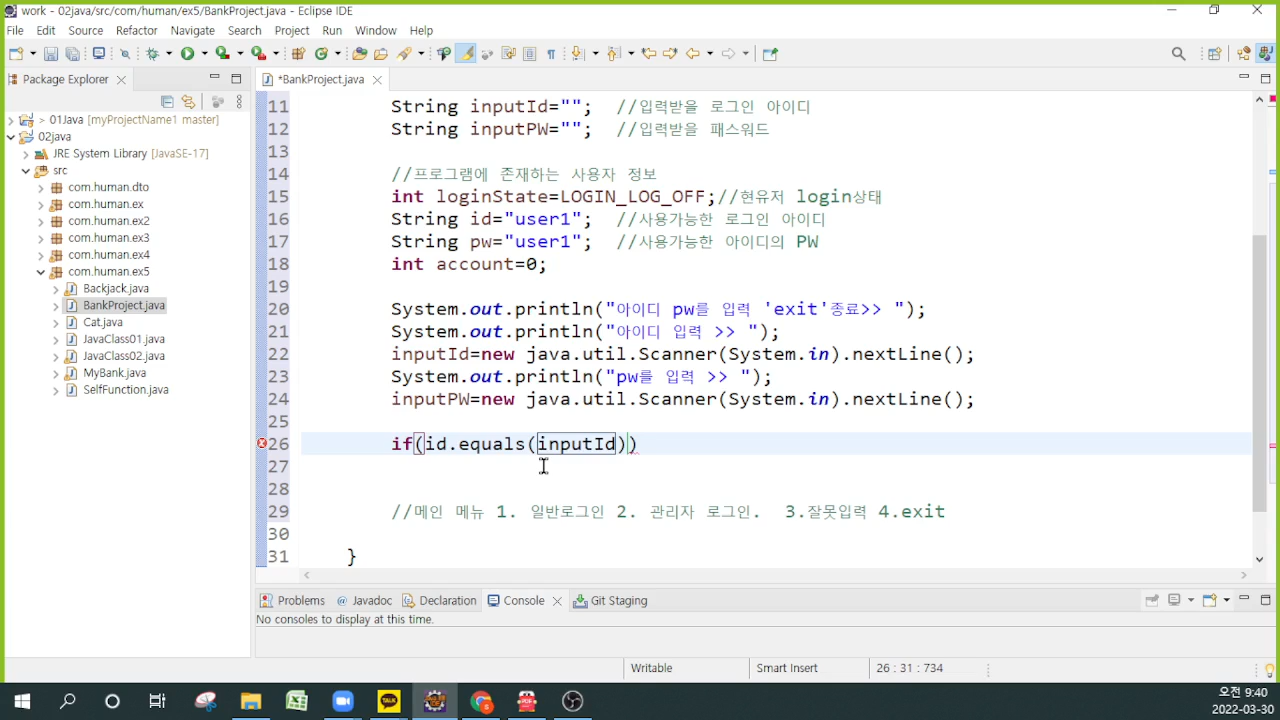 work - 02java/src/com/human/ex5/BankProject.java - Eclipse IDE
File Edit Source Refactor Navigate Search Project Run Window Help
Package Explorer
*BankProject.java
> 01Java [myProjectName1 master]
02java
JRE System Library [JavaSE-17]
src
com.human.dto
com.human.ex
com.human.ex2
com.human.ex3
com.human.ex4
com.human.ex5
Backjack.java
BankProject.java
Cat.java
JavaClass01.java
JavaClass02.java
MyBank.java
SelfFunction.java
11 String inputId=""; //입력받을 로그인 아이디
12 String inputPW=""; //입력받을 패스워드
13
14 //프로그램에 존재하는 사용자 정보
15 int loginState=LOGIN_LOG_OFF;//현유저 login상태
16 String id="user1"; //사용가능한 로그인 아이디
17 String pw="user1"; //사용가능한 아이디의 PW
18 int account=0;
19
20 System.out.println("아이디 pw를 입력 'exit'종료>> ");
21 System.out.println("아이디 입력 >> ");
22 inputId=new java.util.Scanner(System.in).nextLine();
23 System.out.println("pw를 입력 >> ");
24 inputPW=new java.util.Scanner(System.in).nextLine();
25
26 if(id.equals(inputId))
27
28
29 //메인 메뉴 1. 일반로그인 2. 관리자 로그인. 3.잘못입력 4.exit
30
31 }
Problems Javadoc Declaration Console Git Staging
No consoles to display at this time.
Writable Smart Insert 26 : 31 : 734
TALK
PDF
오전 9:40
2022-03-30